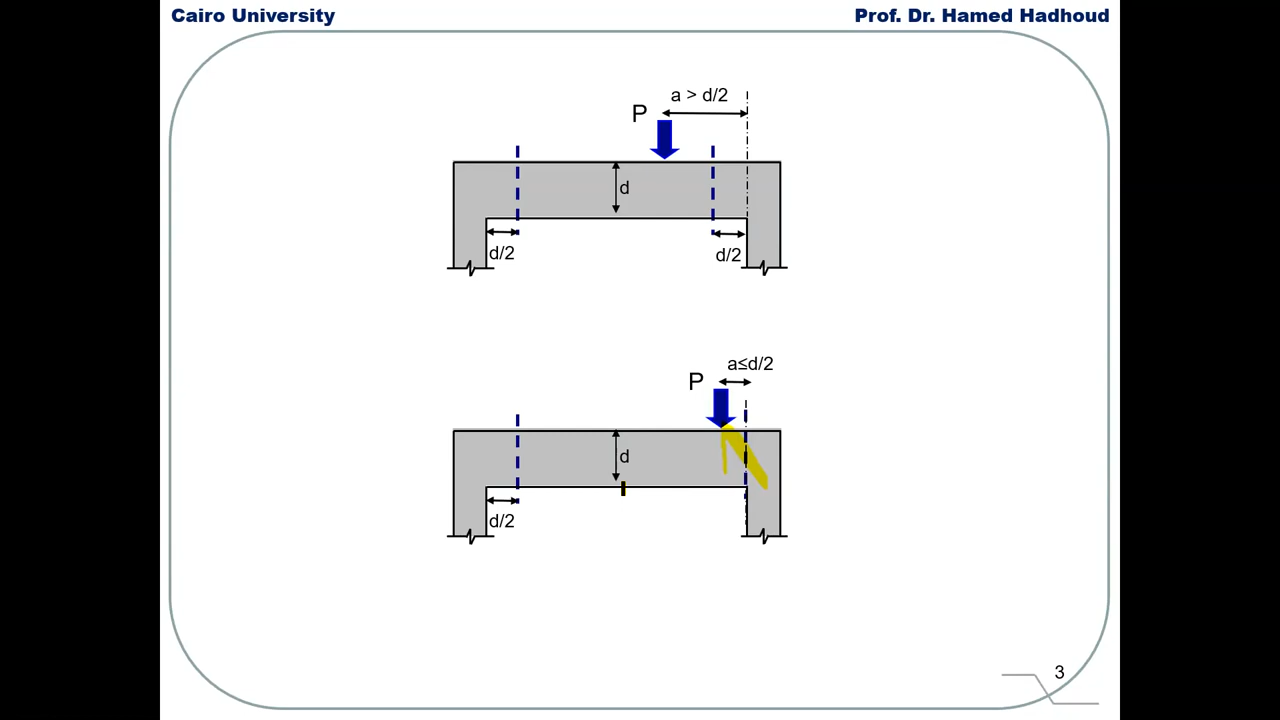 Cairo University
Prof. Dr. Hamed Hadhoud
a > d/2
P
d
d/2
d/2
a≤d/2
P
d
d/2
3